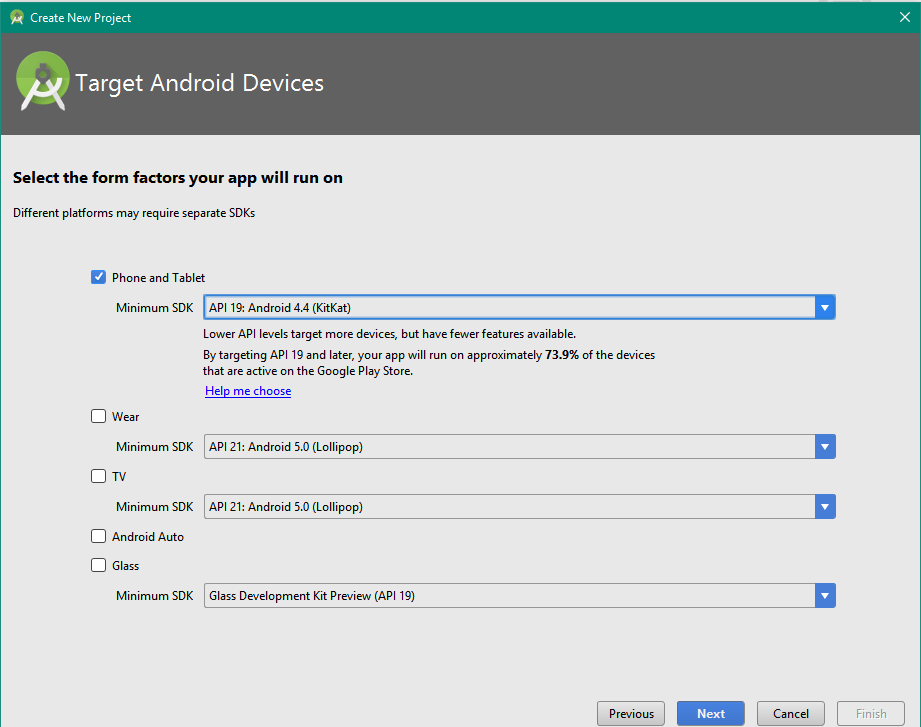 Create New Project
Target Android Devices
Select the form factors your app will run on
Different platforms may require separate SDKs
Phone and Tablet
Minimum SDK API 19: Android 4.4 (KitKat)
Lower API levels target more devices, but have fewer features available.
By targeting API 19 and later, your app will run on approximately 73.9% of the devices
that are active on the Google Play Store.
Help me choose
Wear
Minimum SDK API 21: Android 5.0 (Lollipop)
TV
Minimum SDK API 21: Android 5.0 (Lollipop)
Android Auto
Glass
Minimum SDK Glass Development Kit Preview (API 19)
Previous Next Cancel Finish